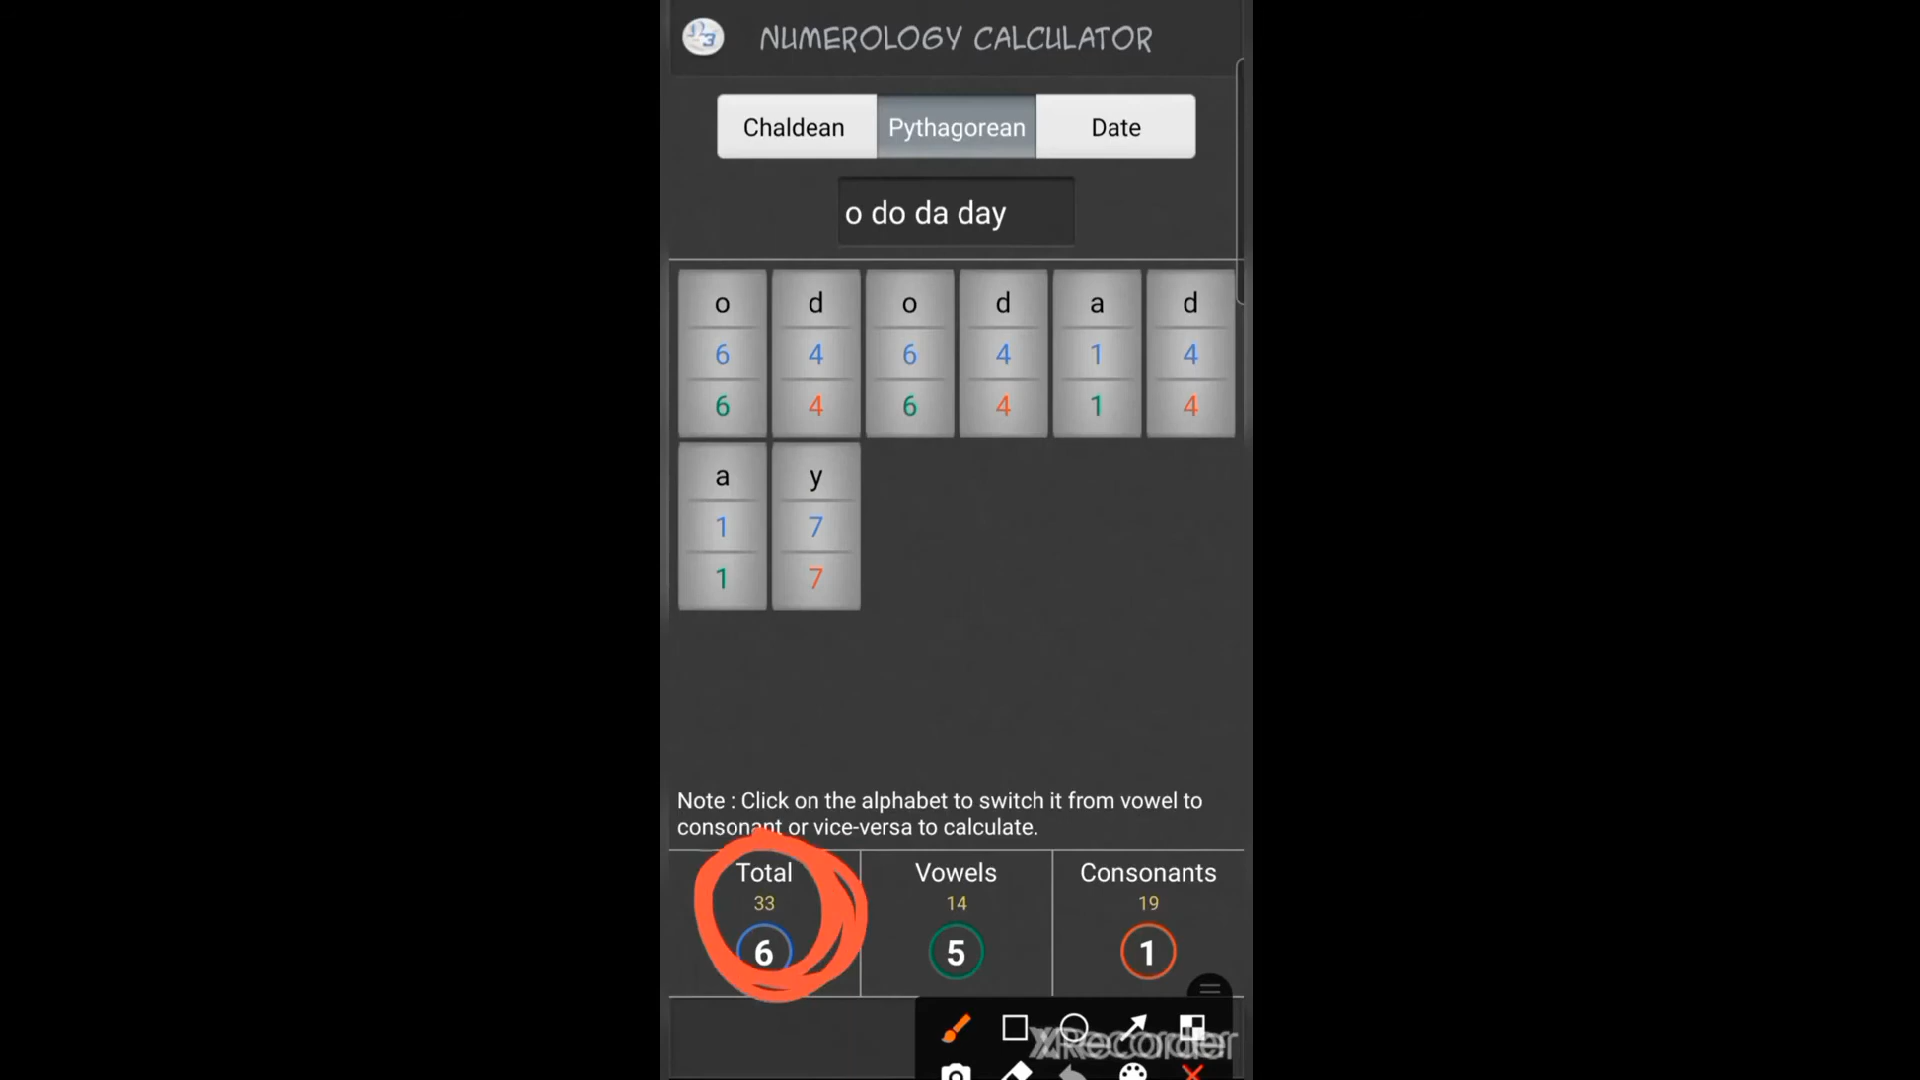 NUMEROLOGY CALCULATOR
Chaldean Pythagorean Date
o do da day
o d o d a d
6 4 6 4 1 4
6 4 6 4 1 4
a y
1 7
1 7
Note : Click on the alphabet to switch it from vowel to
consonant or vice-versa to calculate.
Total Vowels Consonants
33 14 19
6 5 1
XRecorder